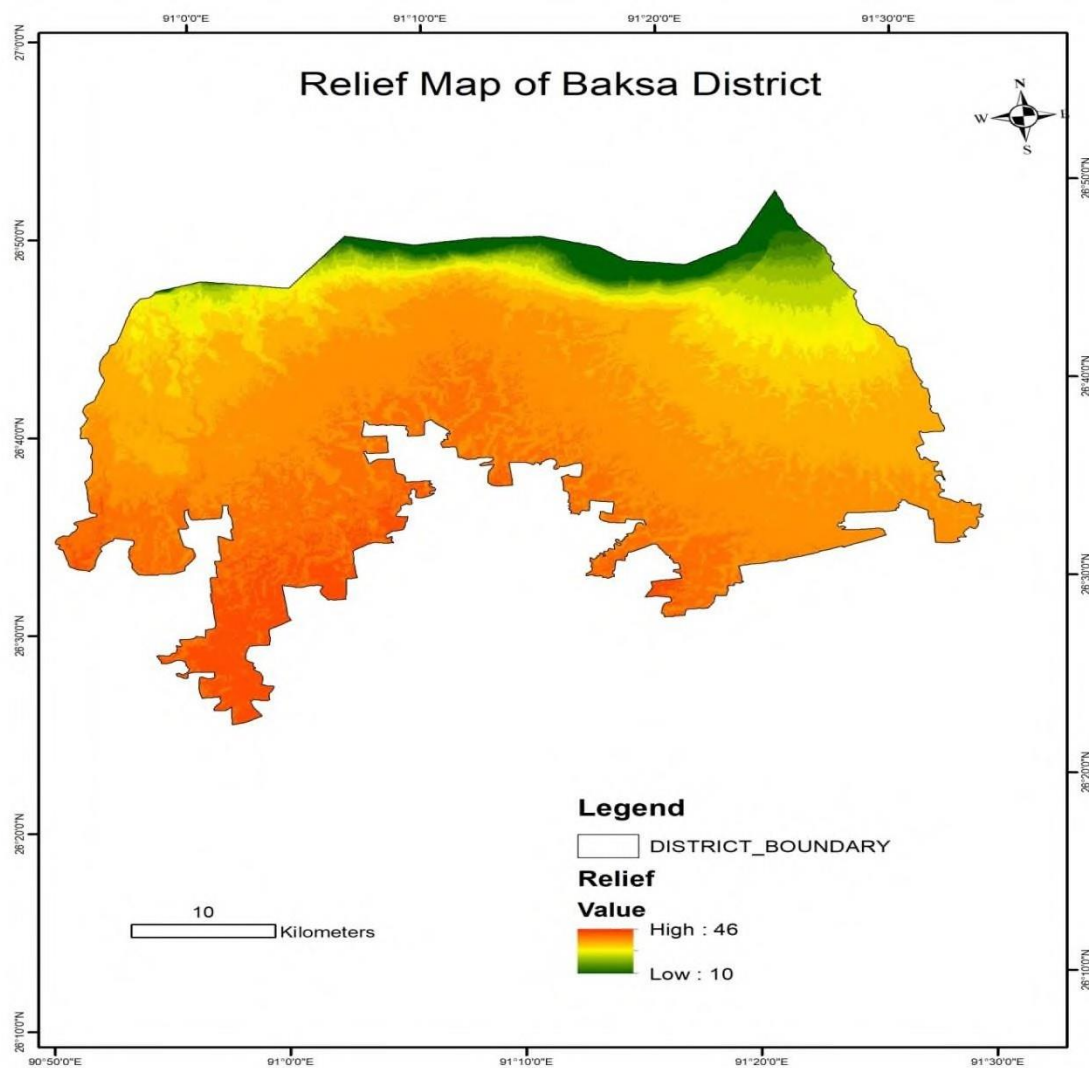 91°0'0"E 91°10'0"E 91°20'0"E 91°30'0"E
Relief Map of Baksa District
N
W E
S
27°0'0"N
26°50'0"N
26°40'0"N
26°30'0"N
26°20'0"N
26°10'0"N
26°50'0"N
26°40'0"N
26°30'0"N
26°20'0"N
26°10'0"N
Legend
DISTRICT_BOUNDARY
Relief
Value
High : 46
Low : 10
10
Kilometers
90°50'0"E 91°0'0"E 91°10'0"E 91°20'0"E 91°30'0"E